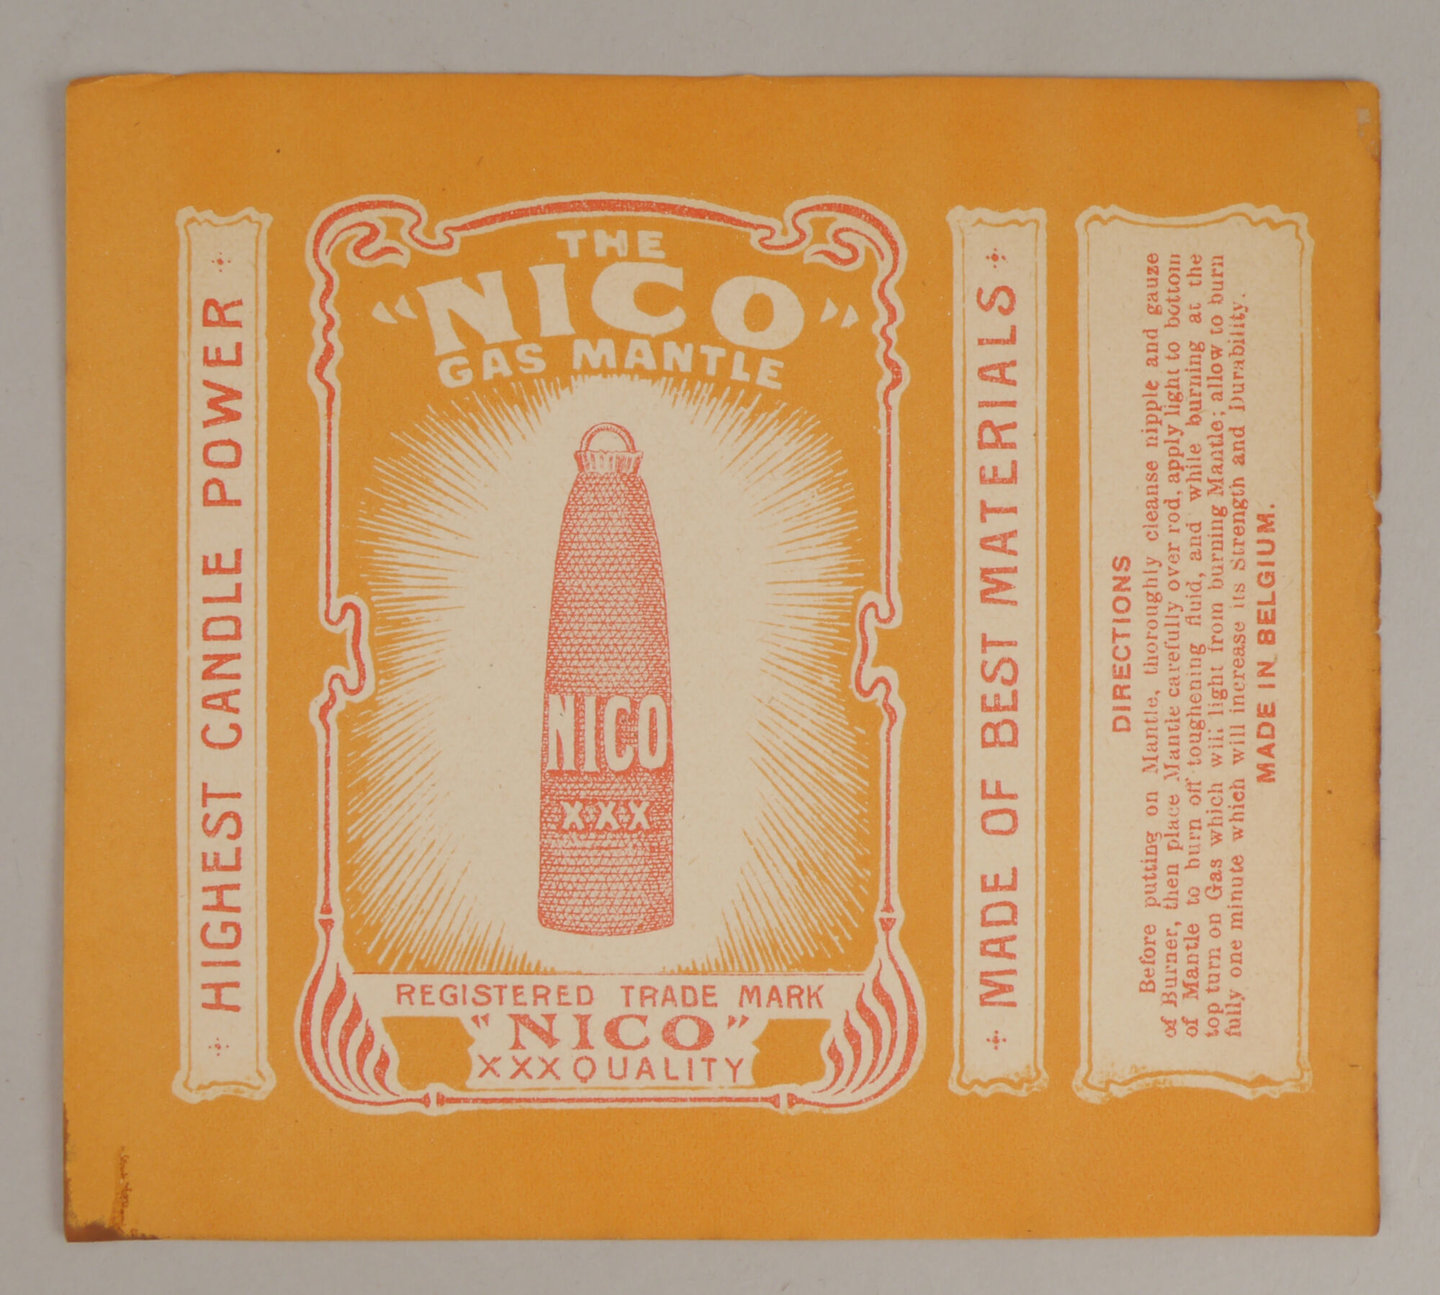 HIGHEST CANDLE POWER
THE
"NICO"
GAS MANTLE
NICO
X·X·X
REGISTERED TRADE MARK
"NICO"
XXX QUALITY
MADE OF BEST MATERIALS
DIRECTIONS
Before putting on Mantle, thoroughly cleanse nipple and gauze
of Burner, then place Mantle carefully over rod, apply light to bottom
of Mantle to burn off toughening fluid, and while burning at the
top turn on Gas which will light from burning Mantle; allow to burn
fully one minute which will increase its Strength and Durability.
MADE IN BELGIUM.